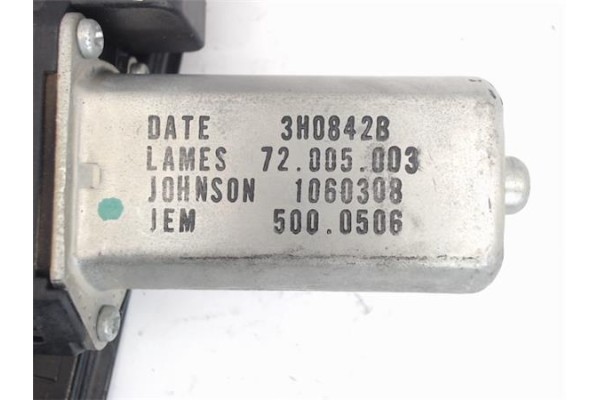 DATE 3H0842B
LAMES 72.005.003
JOHNSON 1060308
JEM 500.0506